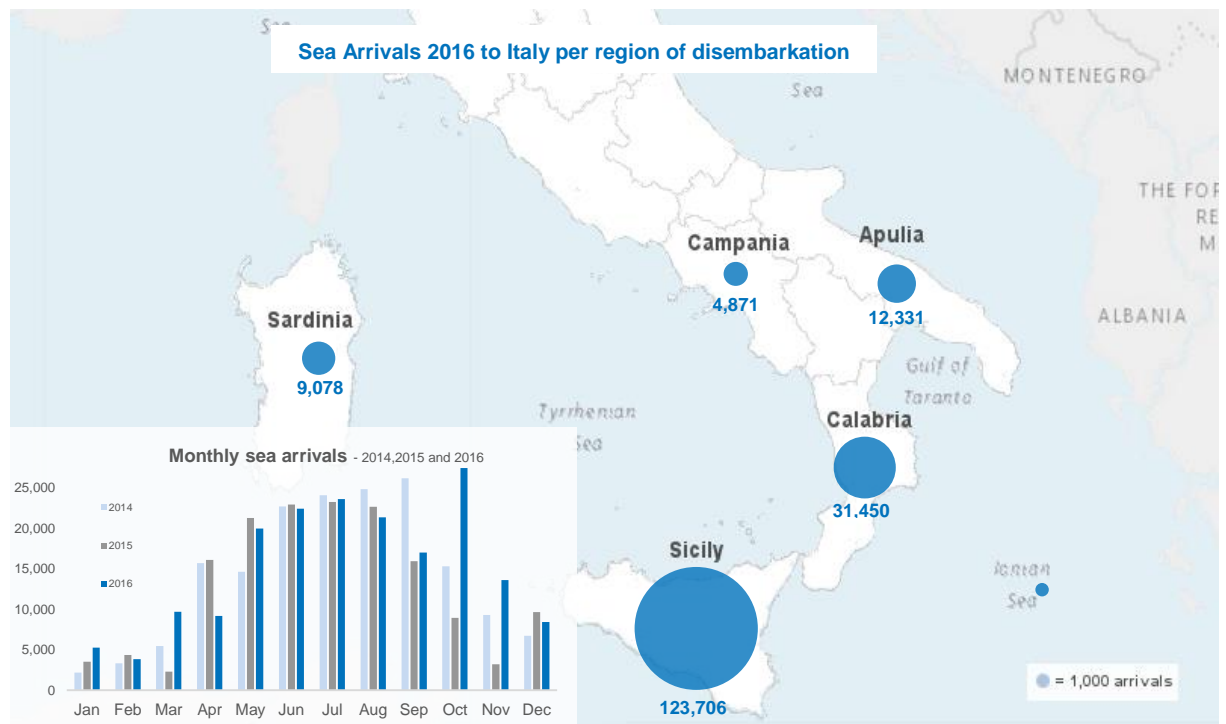 Sea
Sea Arrivals 2016 to Italy per region of disembarkation
MONTENEGRO
Sea
THE FOR
RE
M
Campania
4,871
Apulia
12,331
ALBANIA
Sardinia
9,078
Gulf of
Taranto
Tyrrhenian
Sea
Calabria
31,450
Sicily
123,706
Ionian
Sea
= 1,000 arrivals
Monthly sea arrivals - 2014,2015 and 2016
25,000
20,000
15,000
10,000
5,000
0
2014
2015
2016
Jan Feb Mar Apr May Jun Jul Aug Sep Oct Nov Dec